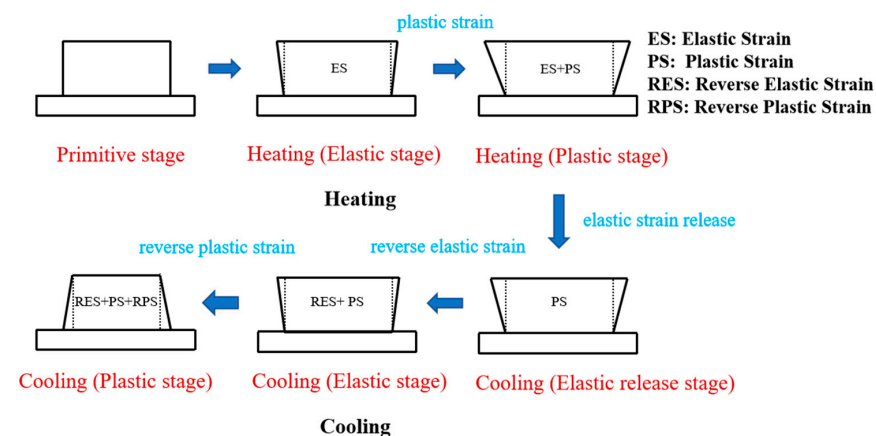 plastic strain
ES: Elastic Strain
PS: Plastic Strain
RES: Reverse Elastic Strain
RPS: Reverse Plastic Strain
ES
ES+PS
Primitive stage
Heating (Elastic stage)
Heating (Plastic stage)
Heating
elastic strain release
reverse plastic strain
reverse elastic strain
RES+PS+RPS
RES+ PS
PS
Cooling (Plastic stage)
Cooling (Elastic stage)
Cooling (Elastic release stage)
Cooling